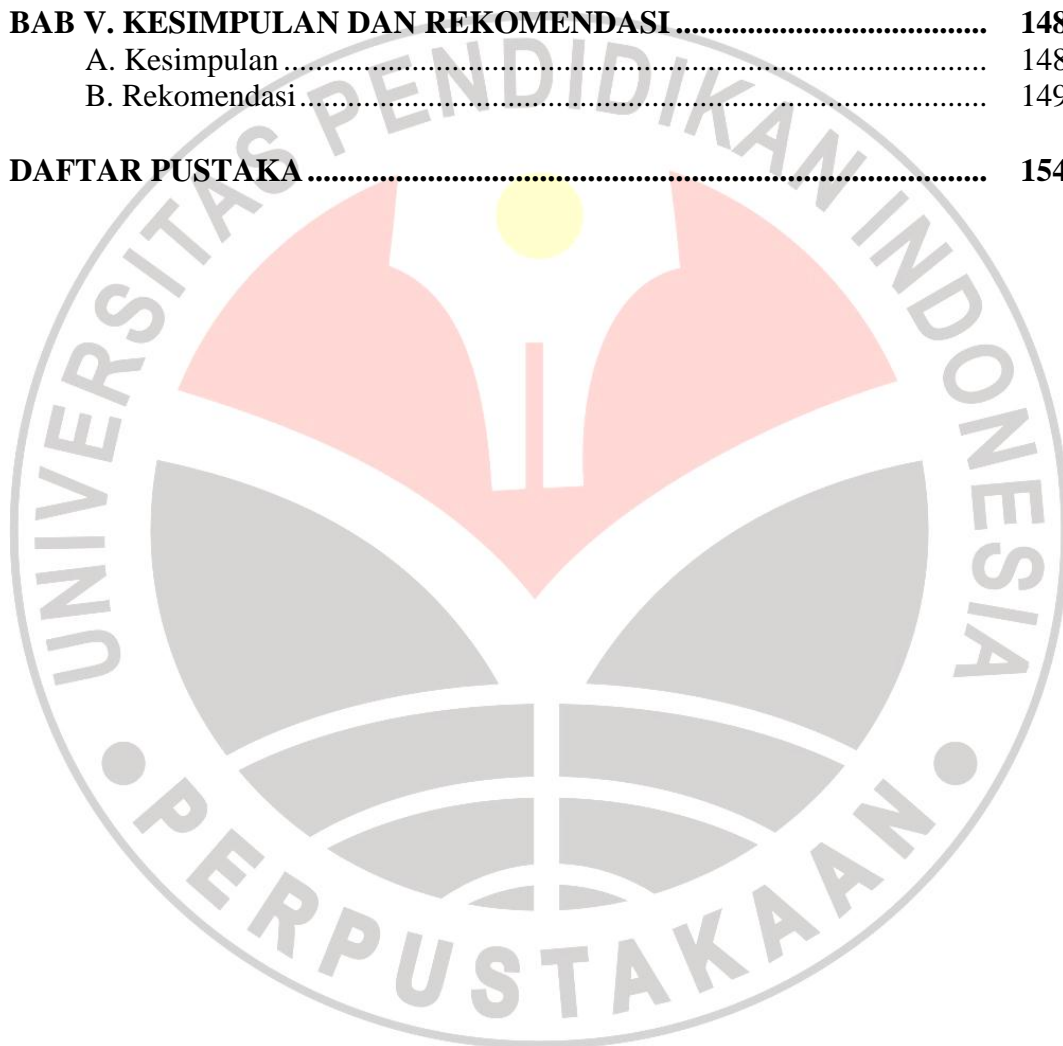 BAB V. KESIMPULAN DAN REKOMENDASI ....................................... 148
A. Kesimpulan ........................................................................................ 148
B. Rekomendasi ...................................................................................... 149
DAFTAR PUSTAKA ..................................................................................... 154
UNIVERSITAS PENDIDIKAN INDONESIA
PERPUSTAKAAN